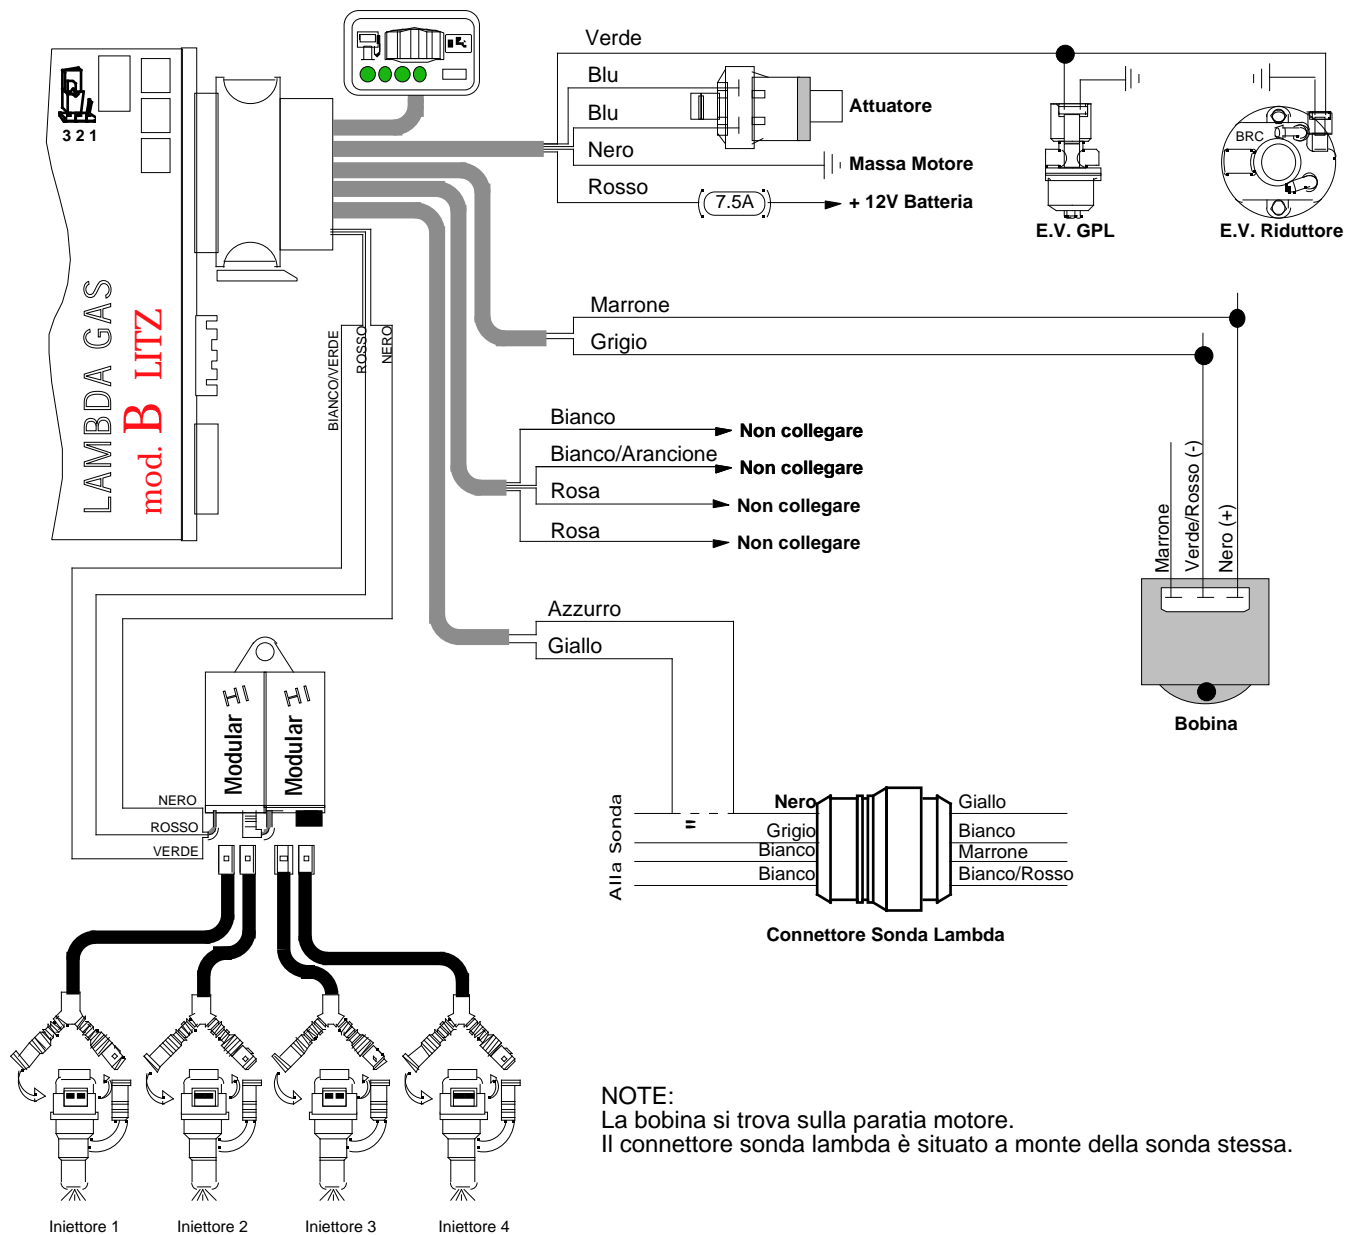 3 2 1
LAMBDA GAS
mod. B LITZ
Verde
Blu
Blu
Nero
Rosso
7.5A
Attuatore
Massa Motore
+ 12V Batteria
E.V. GPL
BRC
E.V. Riduttore
Marrone
Grigio
BIANCO/VERDE
ROSSO
NERO
Bianco
Non collegare
Bianco/Arancione
Non collegare
Rosa
Non collegare
Rosa
Non collegare
Marrone
Verde/Rosso (-)
Nero (+)
Bobina
Azzurro
Giallo
Modular HI
Modular HI
NERO
ROSSO
VERDE
Alla Sonda
Nero
Grigio
Bianco
Bianco
Giallo
Bianco
Marrone
Bianco/Rosso
Connettore Sonda Lambda
NOTE:
La bobina si trova sulla paratia motore.
Il connettore sonda lambda è situato a monte della sonda stessa.
Iniettore 1
Iniettore 2
Iniettore 3
Iniettore 4